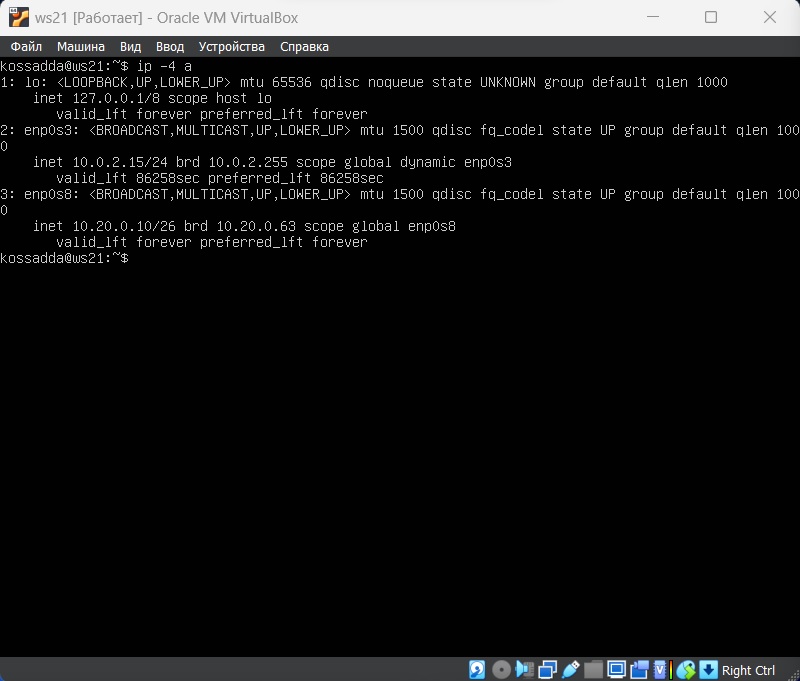 ws21 [Работает] - Oracle VM VirtualBox
Файл Машина Вид Ввод Устройства Справка
kossadda@ws21:~$ ip -4 a
1: lo: <LOOPBACK,UP,LOWER_UP> mtu 65536 qdisc noqueue state UNKNOWN group default qlen 1000
    inet 127.0.0.1/8 scope host lo
       valid_lft forever preferred_lft forever
2: enp0s3: <BROADCAST,MULTICAST,UP,LOWER_UP> mtu 1500 qdisc fq_codel state UP group default qlen 100
0
    inet 10.0.2.15/24 brd 10.0.2.255 scope global dynamic enp0s3
       valid_lft 86258sec preferred_lft 86258sec
3: enp0s8: <BROADCAST,MULTICAST,UP,LOWER_UP> mtu 1500 qdisc fq_codel state UP group default qlen 100
0
    inet 10.20.0.10/26 brd 10.20.0.63 scope global enp0s8
       valid_lft forever preferred_lft forever
kossadda@ws21:~$
Right Ctrl